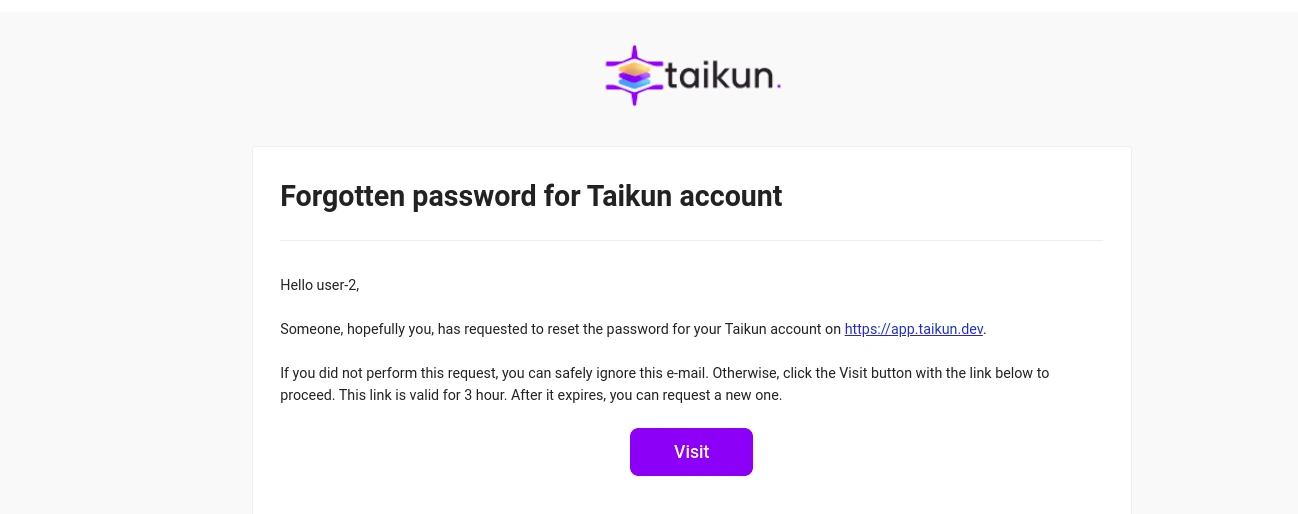 taikun.
Forgotten password for Taikun account
Hello user-2,
Someone, hopefully you, has requested to reset the password for your Taikun account on https://app.taikun.dev.
If you did not perform this request, you can safely ignore this e-mail. Otherwise, click the Visit button with the link below to
proceed. This link is valid for 3 hour. After it expires, you can request a new one.
Visit